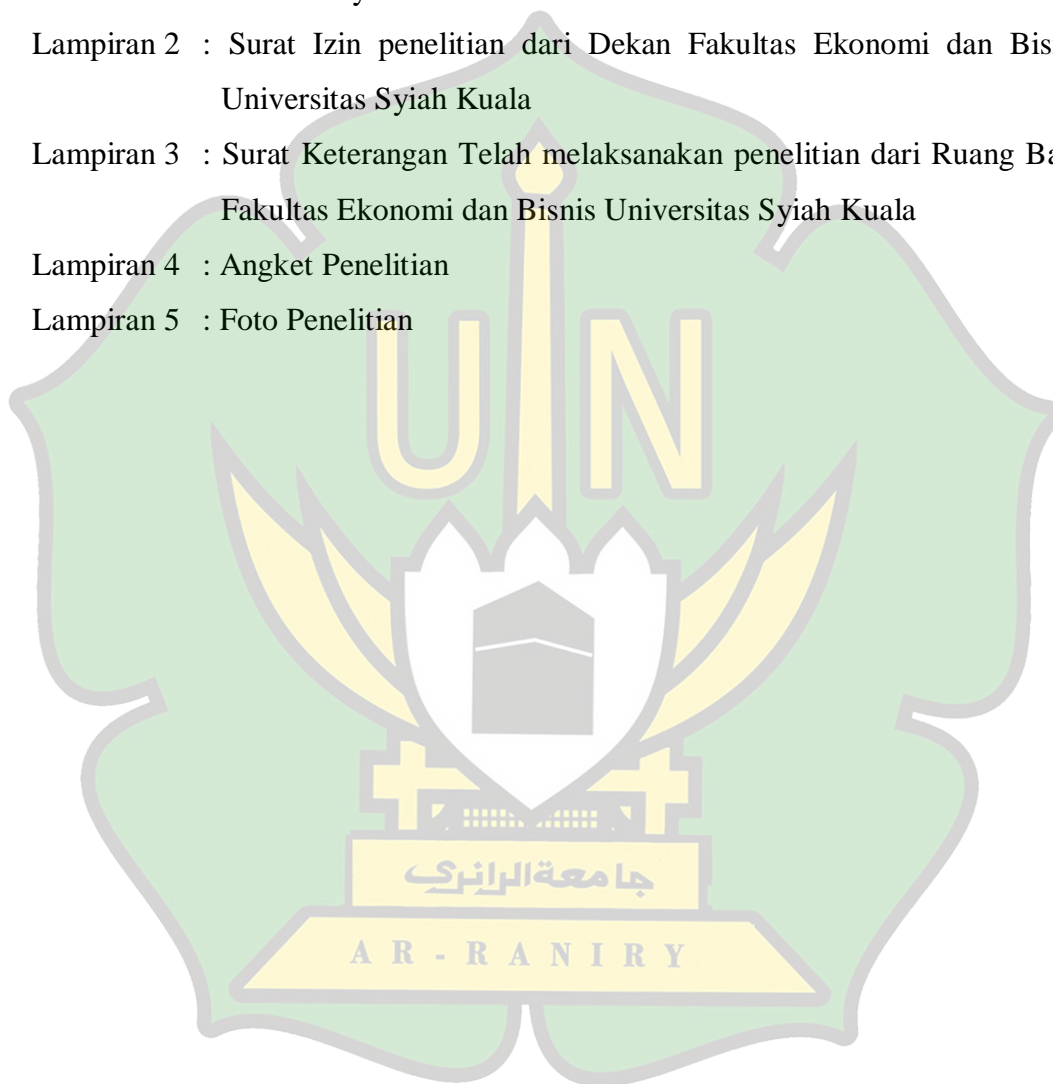 Lampiran 2 : Surat Izin penelitian dari Dekan Fakultas Ekonomi dan Bis
Universitas Syiah Kuala
Lampiran 3 : Surat Keterangan Telah melaksanakan penelitian dari Ruang Ba
Fakultas Ekonomi dan Bisnis Universitas Syiah Kuala
Lampiran 4 : Angket Penelitian
Lampiran 5 : Foto Penelitian
UIN
جامعة الرانري
AR-RANIRY